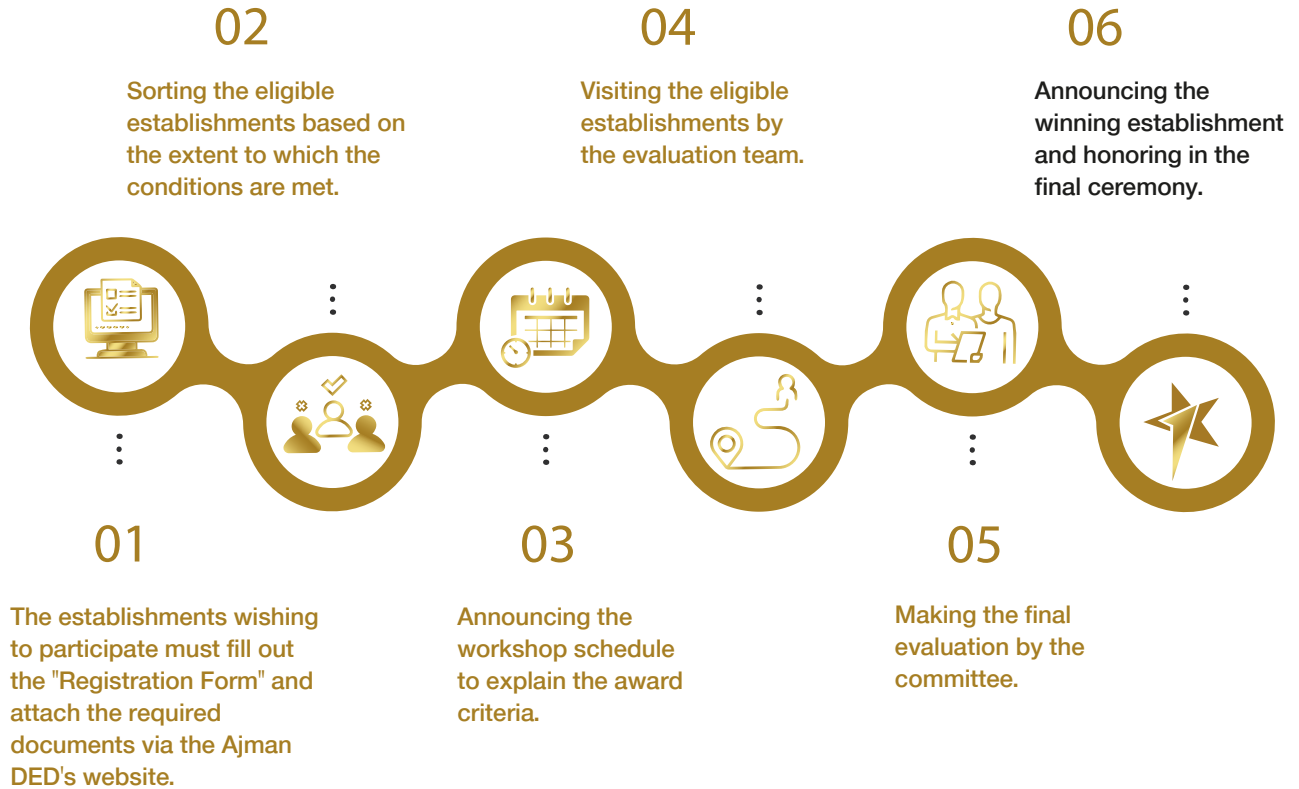 01
The establishments wishing
to participate must fill out
the "Registration Form" and
attach the required
documents via the Ajman
DED's website.
02
Sorting the eligible
establishments based on
the extent to which the
conditions are met.
03
Announcing the
workshop schedule
to explain the award
criteria.
04
Visiting the eligible
establishments by
the evaluation team.
05
Making the final
evaluation by the
committee.
06
Announcing the
winning establishment
and honoring in the
final ceremony.